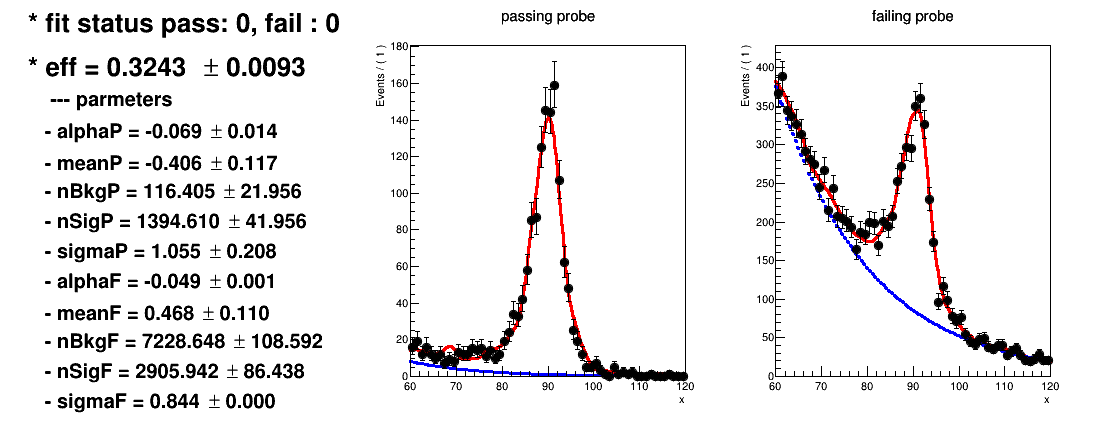 * fit status pass: 0, fail : 0
* eff = 0.3243 ± 0.0093
--- parmeters
- alphaP = -0.069 ± 0.014
- meanP = -0.406 ± 0.117
- nBkgP = 116.405 ± 21.956
- nSigP = 1394.610 ± 41.956
- sigmaP = 1.055 ± 0.208
- alphaF = -0.049 ± 0.001
- meanF = 0.468 ± 0.110
- nBkgF = 7228.648 ± 108.592
- nSigF = 2905.942 ± 86.438
- sigmaF = 0.844 ± 0.000
passing probe
Events / ( 1 )
180
160
140
120
100
80
60
40
20
0
60 70 80 90 100 110 120
x
failing probe
Events / ( 1 )
400
350
300
250
200
150
100
50
0
60 70 80 90 100 110 120
x